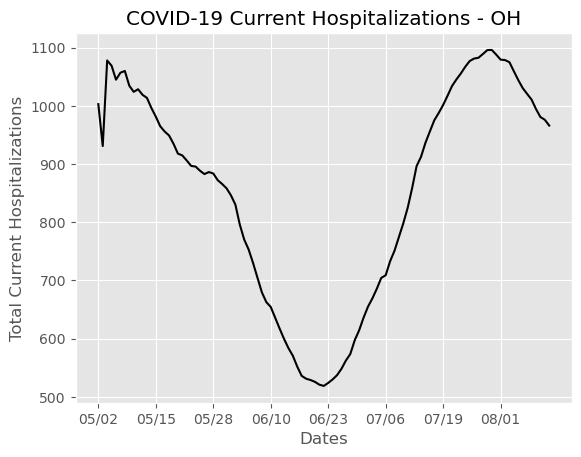 COVID-19 Current Hospitalizations - OH
Total Current Hospitalizations
1100
1000
900
800
700
600
500
05/02 05/15 05/28 06/10 06/23 07/06 07/19 08/01
Dates